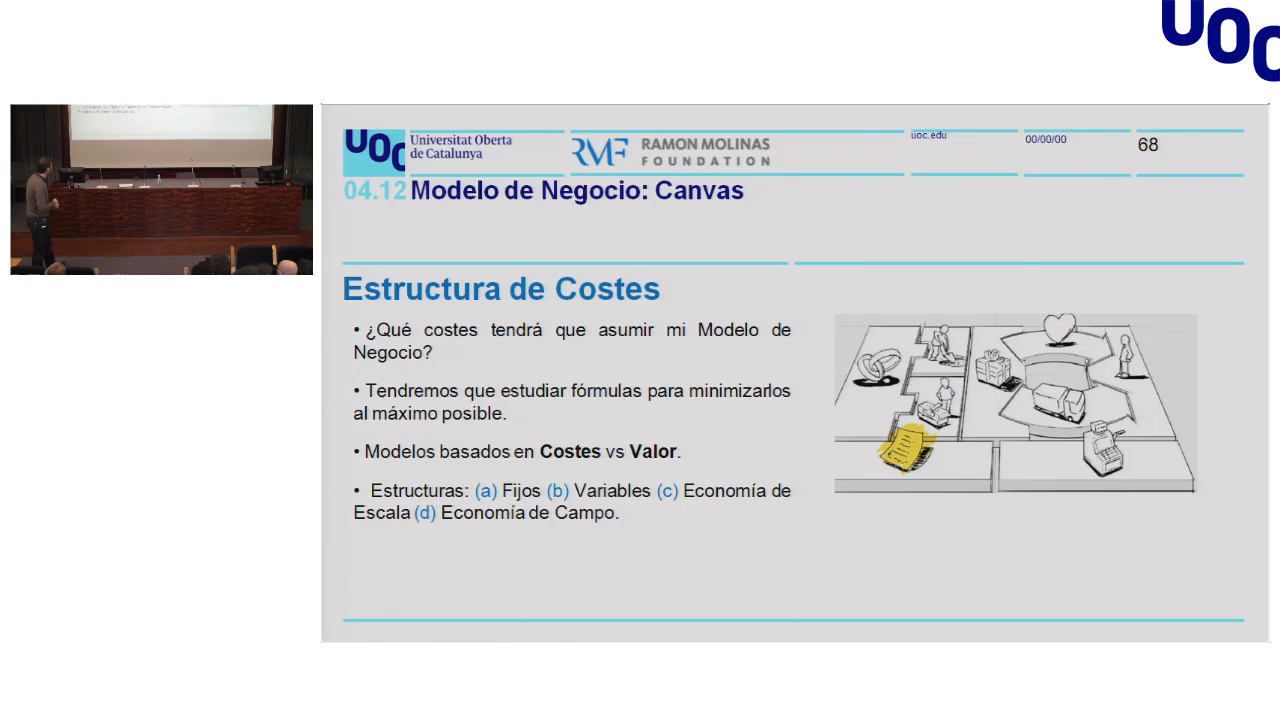 UOC
UOC
Universitat Oberta
de Catalunya
RMF
RAMON MOLINAS
FOUNDATION
uoc.edu
00/00/00
68
04.12 Modelo de Negocio: Canvas
Estructura de Costes
• ¿Qué costes tendrá que asumir mi Modelo de
Negocio?
• Tendremos que estudiar fórmulas para minimizarlos
al máximo posible.
• Modelos basados en Costes vs Valor.
• Estructuras: (a) Fijos (b) Variables (c) Economía de
Escala (d) Economía de Campo.